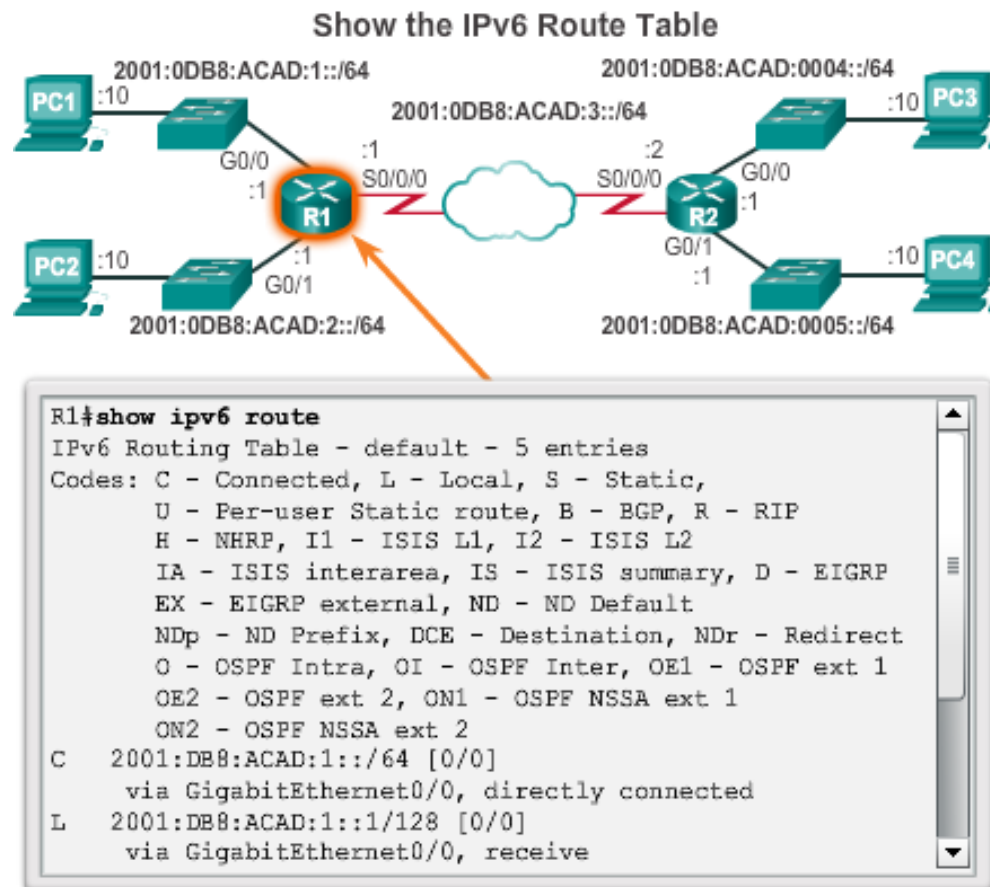 Show the IPv6 Route Table
2001:0DB8:ACAD:1::/64
2001:0DB8:ACAD:0004::/64
PC1
:10
2001:0DB8:ACAD:3::/64
:10
PC3
G0/0
:1
:2
G0/0
:1
S0/0/0
S0/0/0
:1
R1
R2
PC2
:10
:1
G0/1
G0/1
:1
:10
PC4
2001:0DB8:ACAD:2::/64
2001:0DB8:ACAD:0005::/64
R1#show ipv6 route
IPv6 Routing Table - default - 5 entries
Codes: C - Connected, L - Local, S - Static,
U - Per-user Static route, B - BGP, R - RIP
H - NHRP, I1 - ISIS L1, I2 - ISIS L2
IA - ISIS interarea, IS - ISIS summary, D - EIGRP
EX - EIGRP external, ND - ND Default
NDp - ND Prefix, DCE - Destination, NDr - Redirect
O - OSPF Intra, OI - OSPF Inter, OE1 - OSPF ext 1
OE2 - OSPF ext 2, ON1 - OSPF NSSA ext 1
ON2 - OSPF NSSA ext 2
C 2001:DB8:ACAD:1::/64 [0/0]
via GigabitEthernet0/0, directly connected
L 2001:DB8:ACAD:1::1/128 [0/0]
via GigabitEthernet0/0, receive